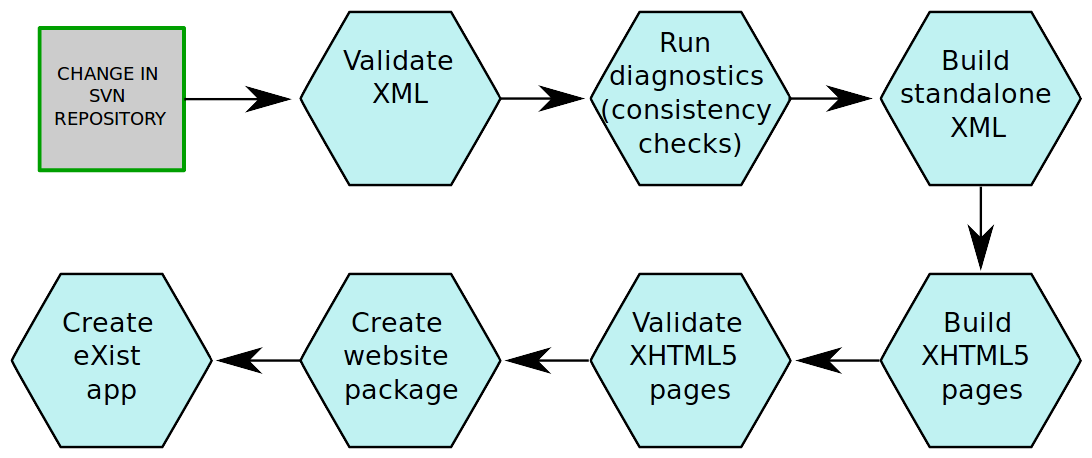 CHANGE IN
SVN
REPOSITORY
Validate
XML
Run
diagnostics
(consistency
checks)
Build
standalone
XML
Build
XHTML5
pages
Validate
XHTML5
pages
Create
website
package
Create
eXist
app